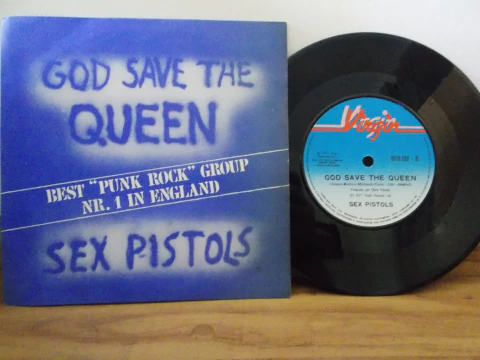 GOD SAVE THE
QUEEN
BEST "PUNK ROCK" GROUP
NR. 1 IN ENGLAND
SEX PISTOLS
Virgin
GOD SAVE THE QUEEN
SEX PISTOLS